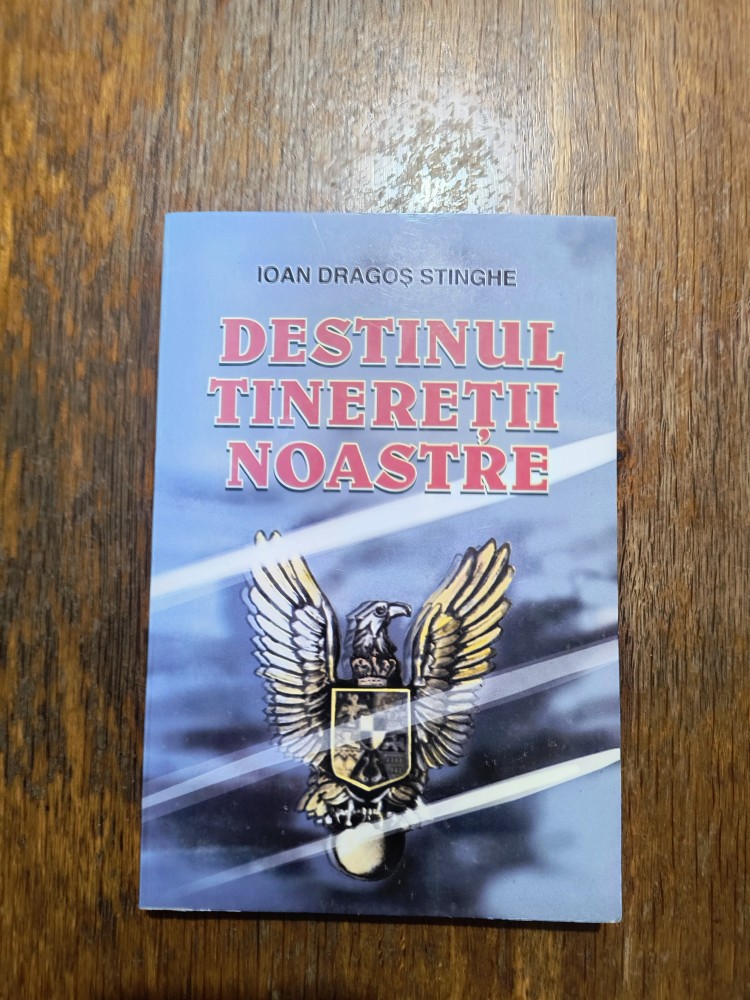 IOAN DRAGOȘ STINGHE
DESTINUL
TINEREȚII
NOASTRE